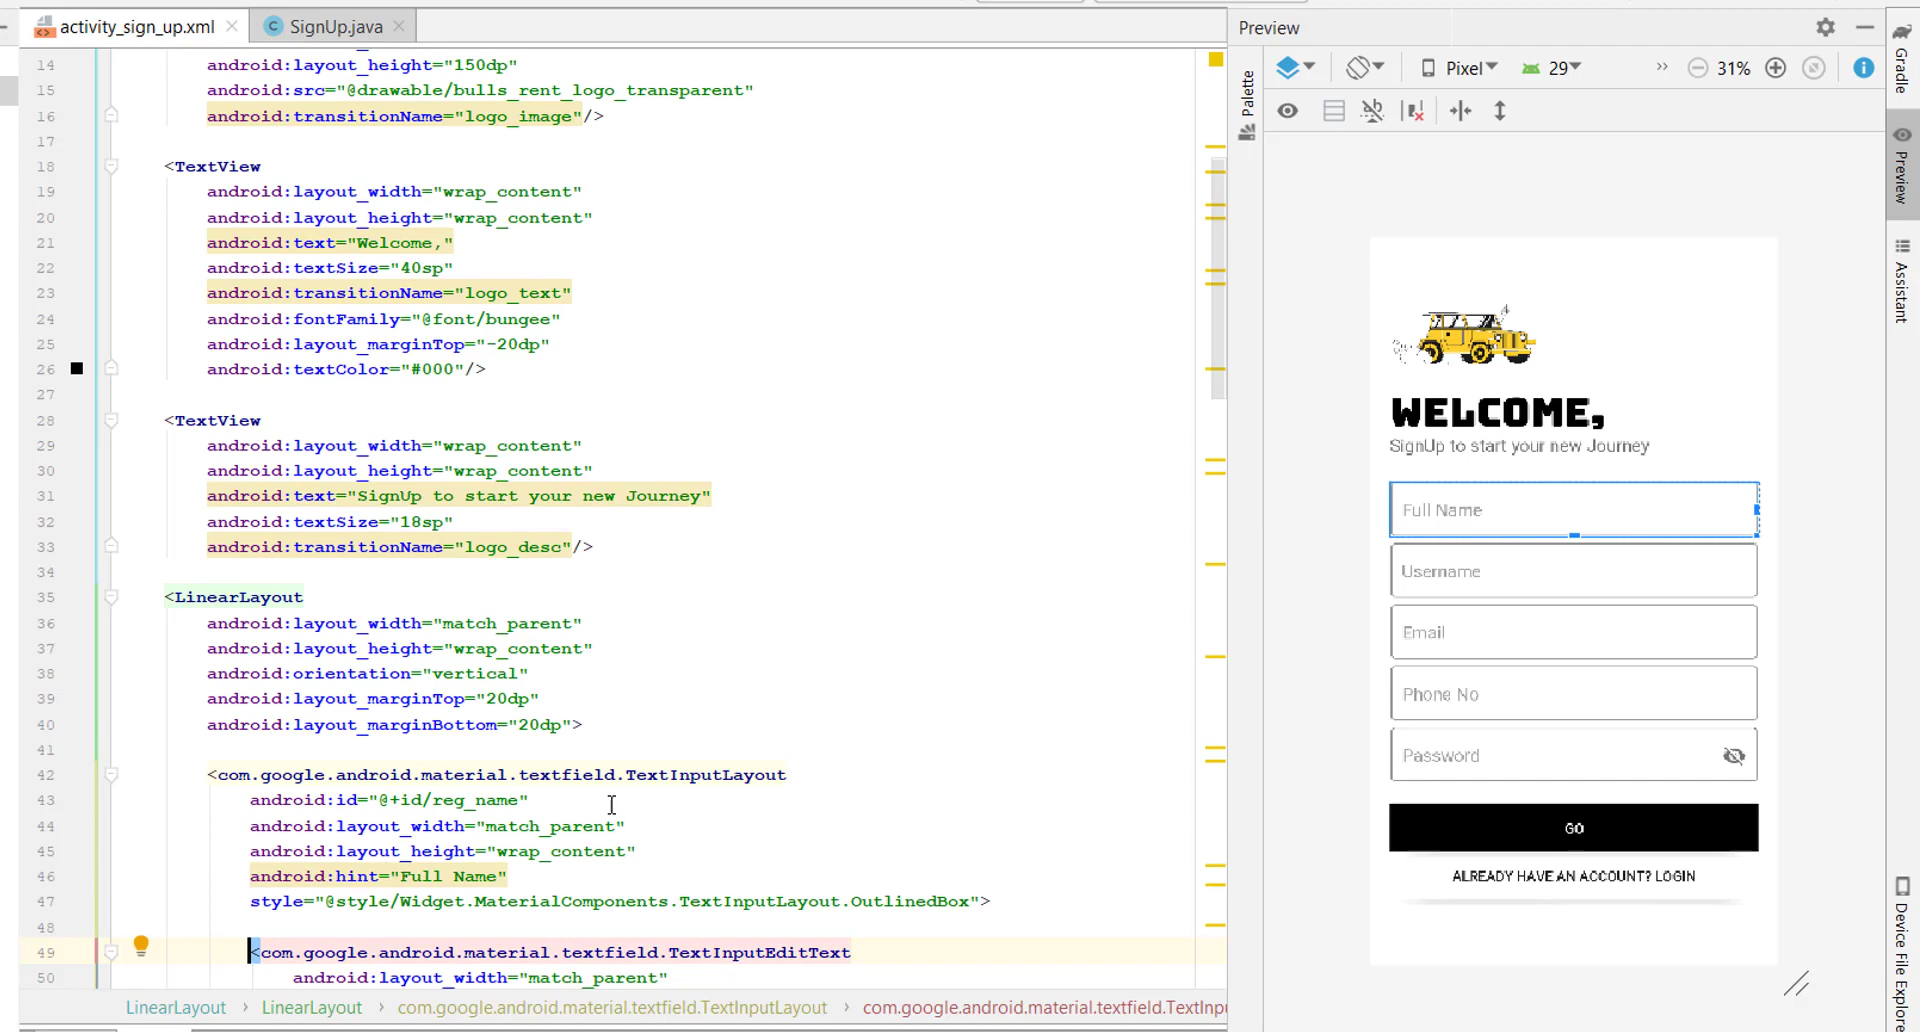 activity_sign_up.xml
SignUp.java
Preview
Pixel
29
31%
Palette
Gradle
Preview
Assistant
Device File Explore
14 android:layout_height="150dp"
15 android:src="@drawable/bulls_rent_logo_transparent"
16 android:transitionName="logo_image"/>
17
18 <TextView
19 android:layout_width="wrap_content"
20 android:layout_height="wrap_content"
21 android:text="Welcome,"
22 android:textSize="40sp"
23 android:transitionName="logo_text"
24 android:fontFamily="@font/bungee"
25 android:layout_marginTop="-20dp"
26 android:textColor="#000"/>
27
28 <TextView
29 android:layout_width="wrap_content"
30 android:layout_height="wrap_content"
31 android:text="SignUp to start your new Journey"
32 android:textSize="18sp"
33 android:transitionName="logo_desc"/>
34
35 <LinearLayout
36 android:layout_width="match_parent"
37 android:layout_height="wrap_content"
38 android:orientation="vertical"
39 android:layout_marginTop="20dp"
40 android:layout_marginBottom="20dp">
41
42 <com.google.android.material.textfield.TextInputLayout
43 android:id="@+id/reg_name"
44 android:layout_width="match_parent"
45 android:layout_height="wrap_content"
46 android:hint="Full Name"
47 style="@style/Widget.MaterialComponents.TextInputLayout.OutlinedBox">
48
49 <com.google.android.material.textfield.TextInputEditText
50 android:layout_width="match_parent"
LinearLayout › LinearLayout › com.google.android.material.textfield.TextInputLayout › com.google.android.material.textfield.TextInpu
WELCOME,
SignUp to start your new Journey
Full Name
Username
Email
Phone No
Password
GO
ALREADY HAVE AN ACCOUNT? LOGIN